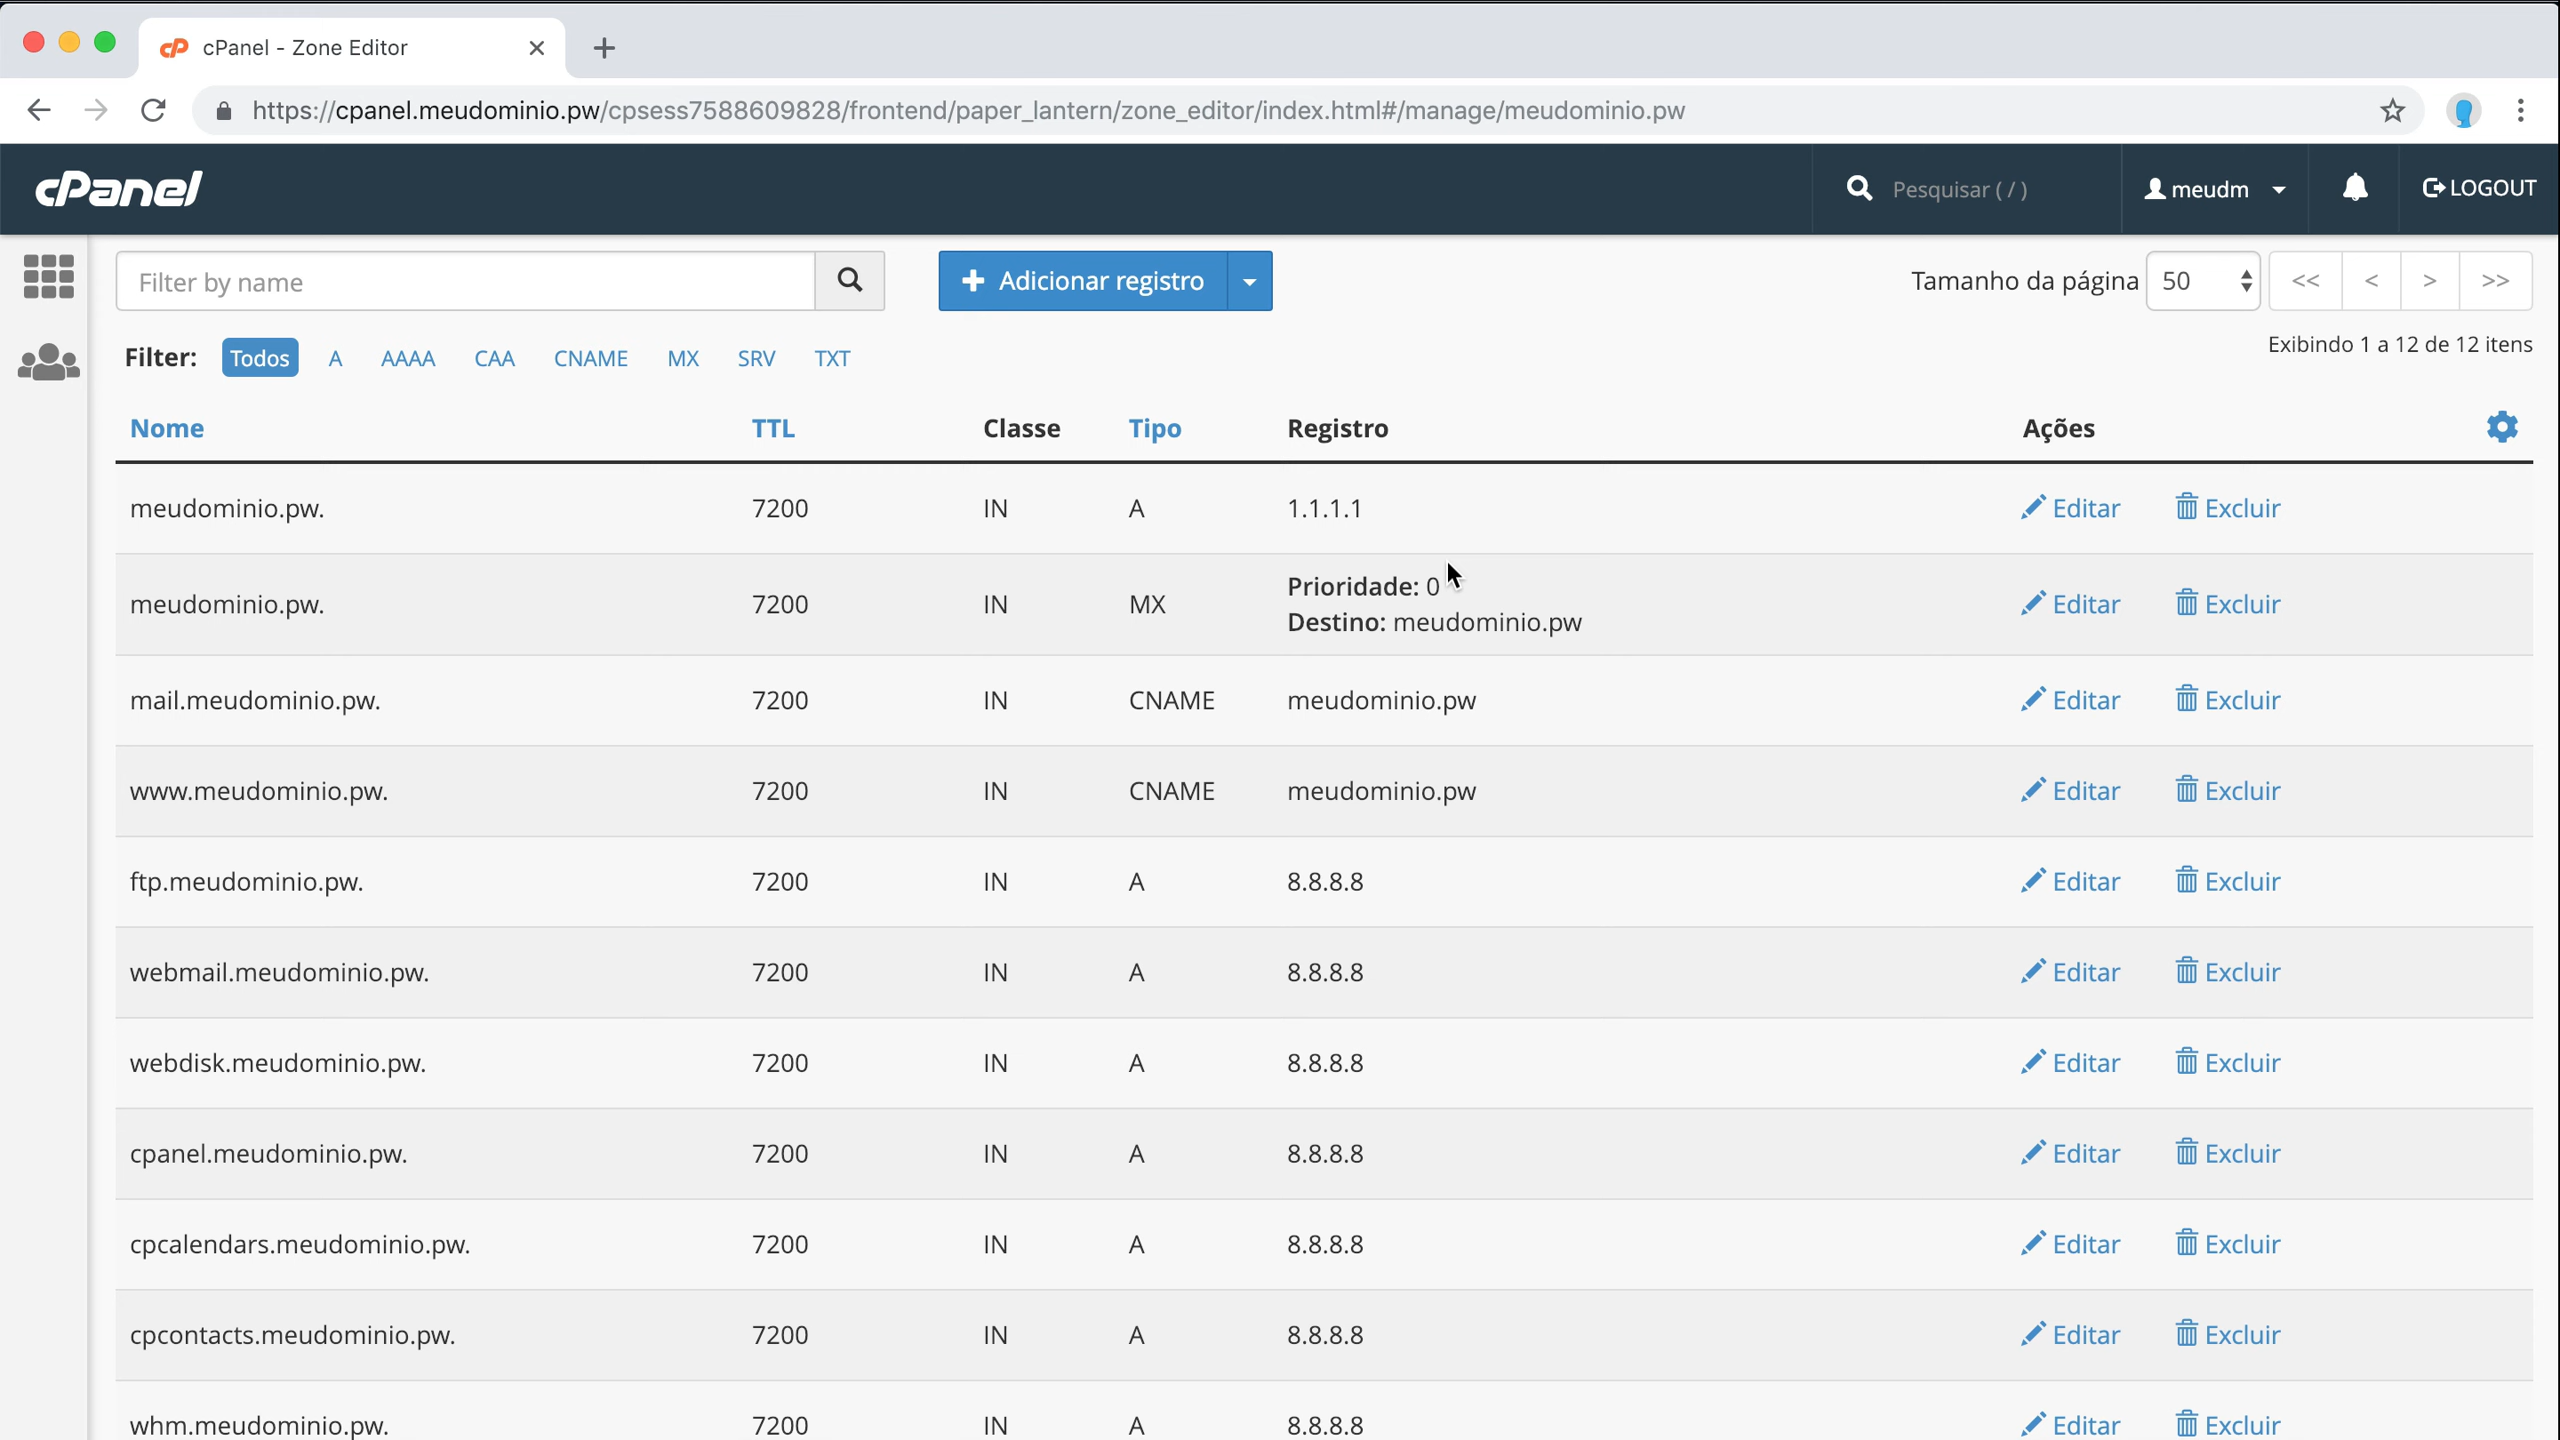 cPanel - Zone Editor
https://cpanel.meudominio.pw/cpsess7588609828/frontend/paper_lantern/zone_editor/index.html#/manage/meudominio.pw
cPanel Pesquisar ( / ) meudm LOGOUT
Filter by name Adicionar registro Tamanho da página 50 << < > >>
Filter: Todos A AAAA CAA CNAME MX SRV TXT Exibindo 1 a 12 de 12 itens
Nome TTL Classe Tipo Registro Ações
meudominio.pw. 7200 IN A 1.1.1.1 Editar Excluir
meudominio.pw. 7200 IN MX Prioridade: 0 Editar Excluir
Destino: meudominio.pw
mail.meudominio.pw. 7200 IN CNAME meudominio.pw Editar Excluir
www.meudominio.pw. 7200 IN CNAME meudominio.pw Editar Excluir
ftp.meudominio.pw. 7200 IN A 8.8.8.8 Editar Excluir
webmail.meudominio.pw. 7200 IN A 8.8.8.8 Editar Excluir
webdisk.meudominio.pw. 7200 IN A 8.8.8.8 Editar Excluir
cpanel.meudominio.pw. 7200 IN A 8.8.8.8 Editar Excluir
cpcalendars.meudominio.pw. 7200 IN A 8.8.8.8 Editar Excluir
cpcontacts.meudominio.pw. 7200 IN A 8.8.8.8 Editar Excluir
whm.meudominio.pw. 7200 IN A 8.8.8.8 Editar Excluir